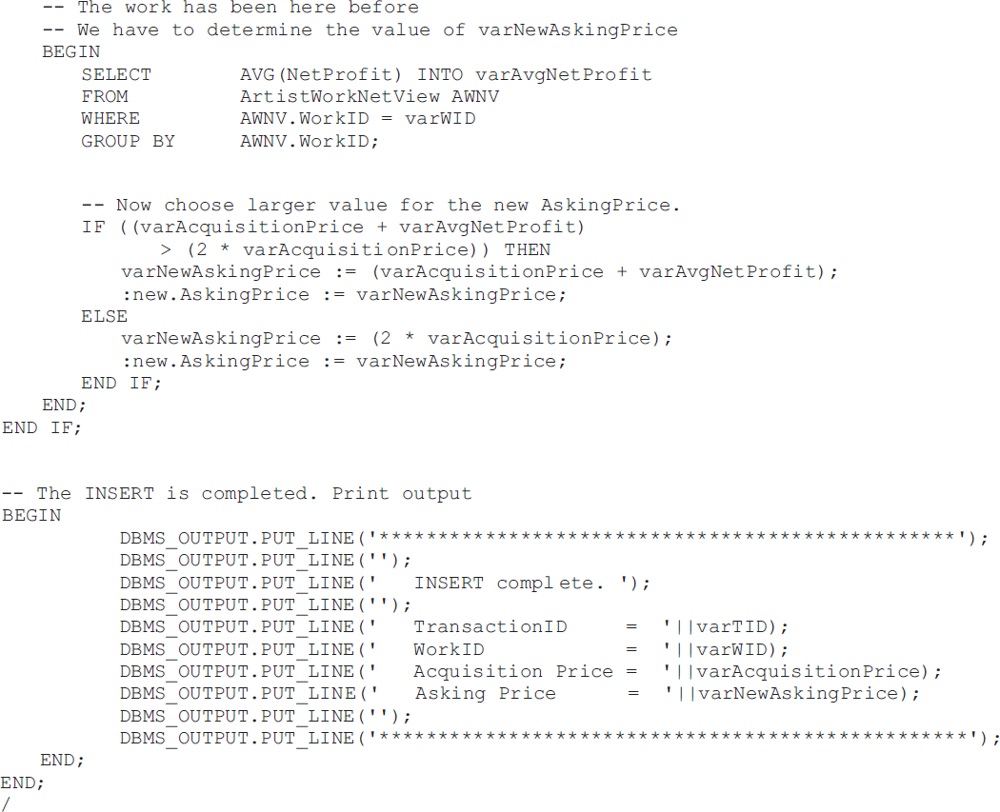 -- The work has been here before
-- We have to determine the value of varNewAskingPrice
BEGIN
SELECT AVG(NetProfit) INTO varAvgNetProfit
FROM ArtistWorkNetView AWNV
WHERE AWNV.WorkID = varWID
GROUP BY AWNV.WorkID;
-- Now choose larger value for the new AskingPrice.
IF ((varAcquisitionPrice + varAvgNetProfit)
> (2 * varAcquisitionPrice)) THEN
varNewAskingPrice := (varAcquisitionPrice + varAvgNetProfit);
:new.AskingPrice := varNewAskingPrice;
ELSE
varNewAskingPrice := (2 * varAcquisitionPrice);
:new.AskingPrice := varNewAskingPrice;
END IF;
END;
END IF;
-- The INSERT is completed. Print output
BEGIN
DBMS_OUTPUT.PUT_LINE('*************************************************');
DBMS_OUTPUT.PUT_LINE('');
DBMS_OUTPUT.PUT_LINE('   INSERT complete. ');
DBMS_OUTPUT.PUT_LINE('');
DBMS_OUTPUT.PUT_LINE('   TransactionID     =  '||varTID);
DBMS_OUTPUT.PUT_LINE('   WorkID            =  '||varWID);
DBMS_OUTPUT.PUT_LINE('   Acquisition Price =  '||varAcquisitionPrice);
DBMS_OUTPUT.PUT_LINE('   Asking Price      =  '||varNewAskingPrice);
DBMS_OUTPUT.PUT_LINE('');
DBMS_OUTPUT.PUT_LINE('**************************************************');
END;
END;
/